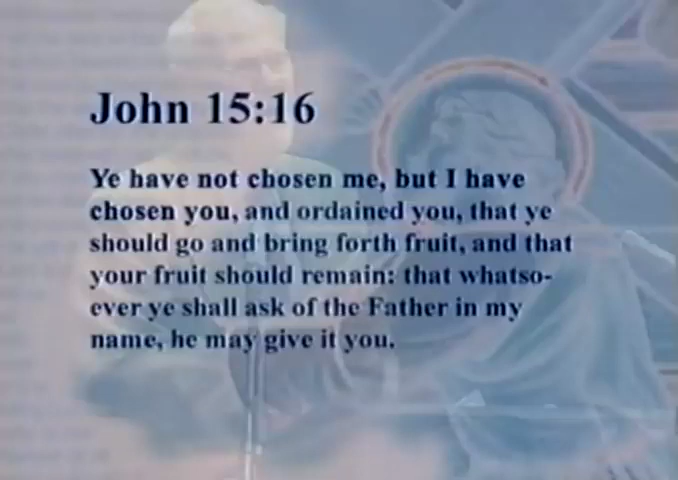 John 15:16
Ye have not chosen me, but I have
chosen you, and ordained you, that ye
should go and bring forth fruit, and that
your fruit should remain: that whatso-
ever ye shall ask of the Father in my
name, he may give it you.